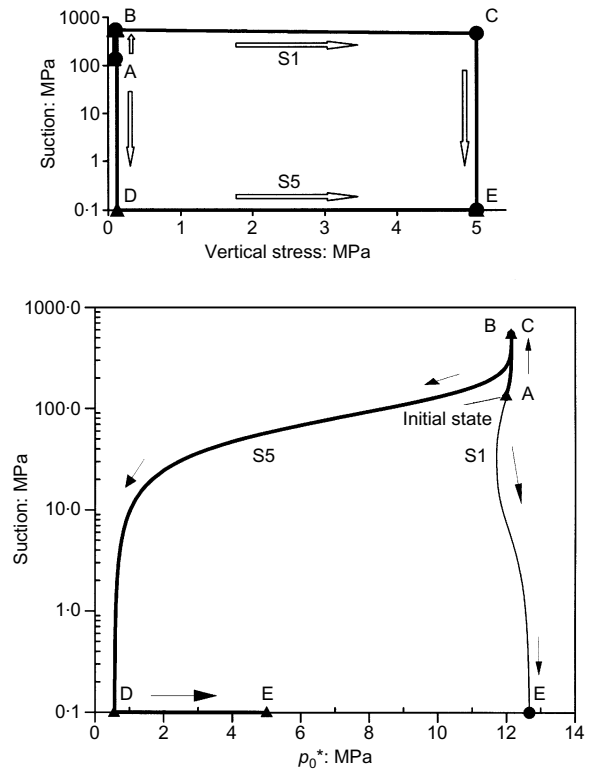 1000
B
C
S1
100
A
Suction: MPa
10
1
S5
D
E
0·1
0
1
2
3
4
5
Vertical stress: MPa
1000·0
B
C
A
100·0
Initial state
S5
S1
Suction: MPa
10·0
1·0
D
E
E
0·1
0
2
4
6
8
10
12
14
p₀*: MPa